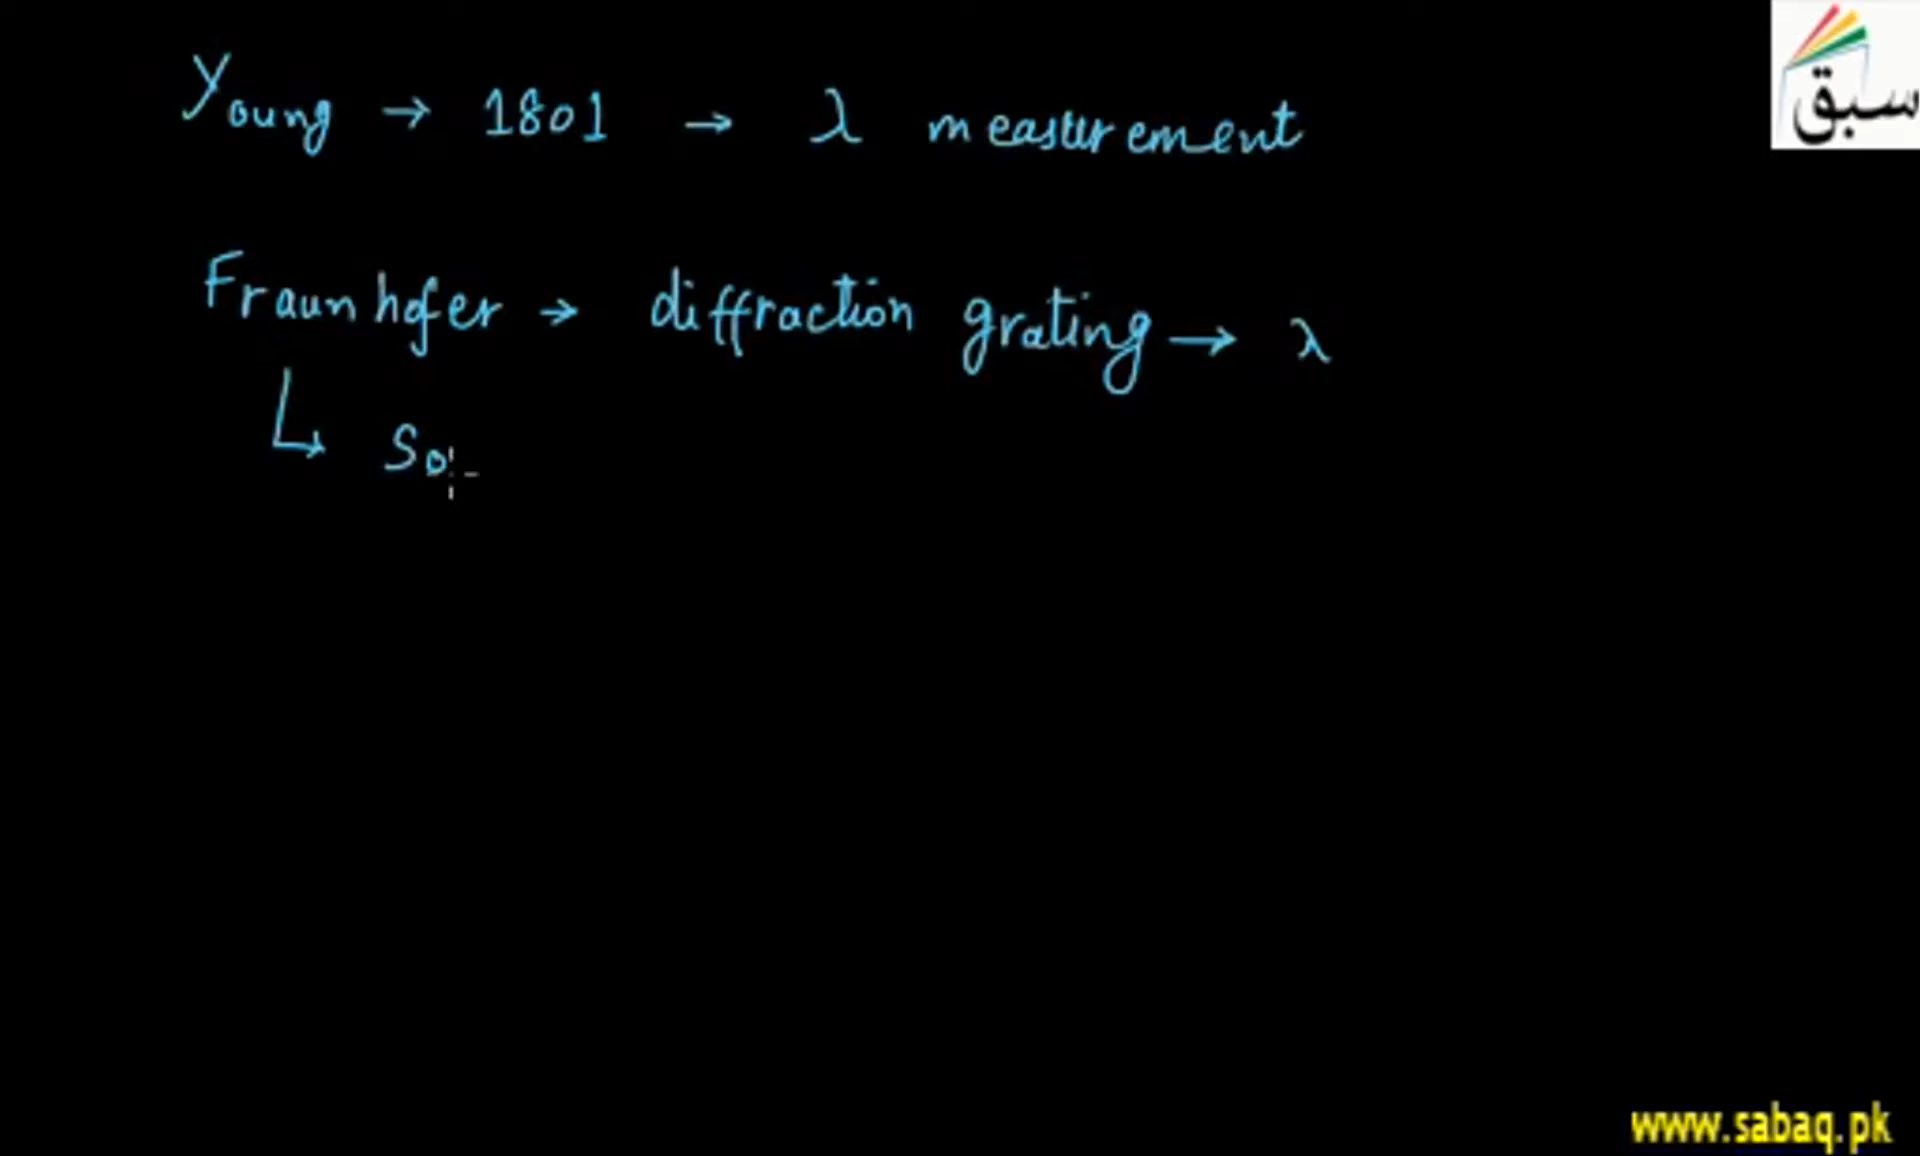 Young → 1801 → λ measurement
سبق
Fraunhofer → diffraction grating → λ
↳ So
www.sabaq.pk